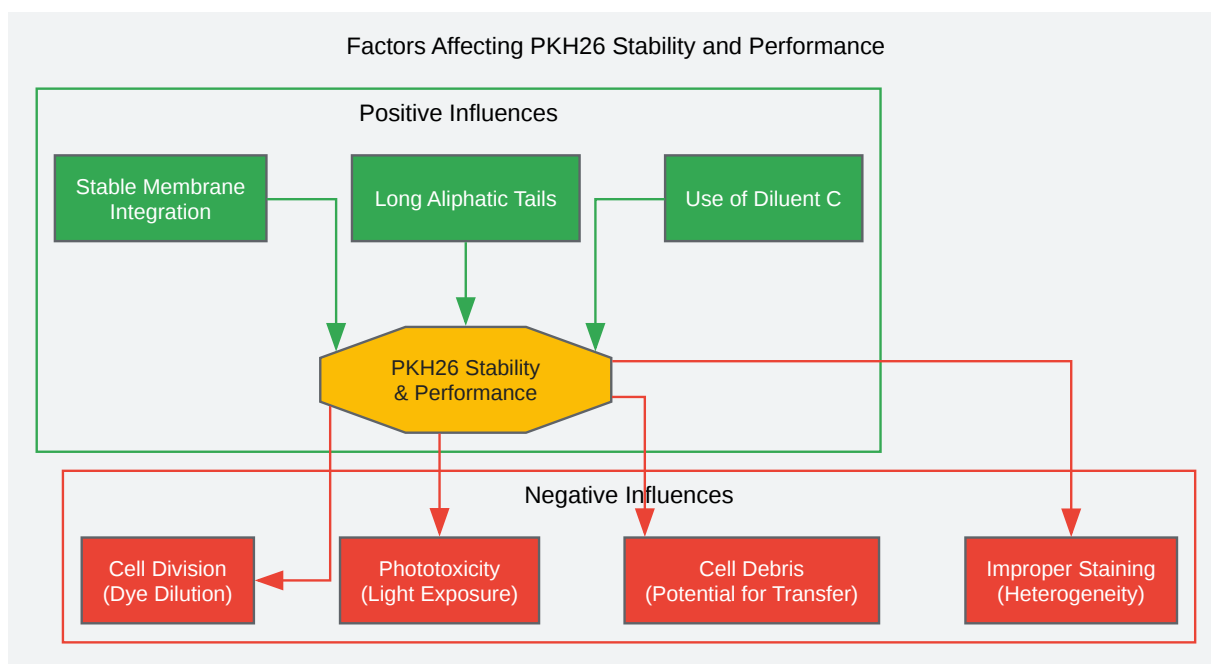 Factors Affecting PKH26 Stability and Performance
Positive Influences
Stable Membrane
Integration
Long Aliphatic Tails
Use of Diluent C
PKH26 Stability
& Performance
Negative Influences
Cell Division
(Dye Dilution)
Phototoxicity
(Light Exposure)
Cell Debris
(Potential for Transfer)
Improper Staining
(Heterogeneity)